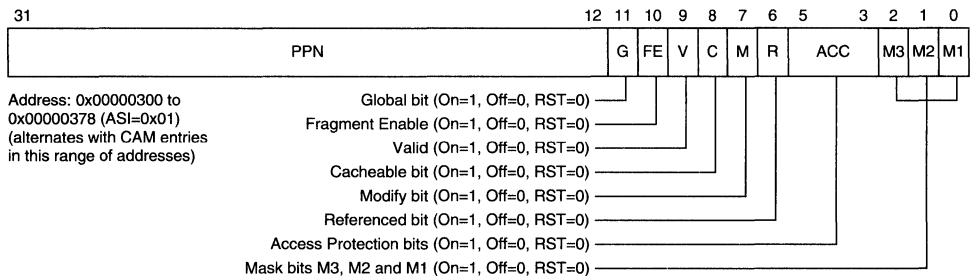 31 12 11 10 9 8 7 6 5 3 2 1 0
PPN G FE V C M R ACC M3 M2 M1
Address: 0x00000300 to
0x00000378 (ASI=0x01)
(alternates with CAM entries
in this range of addresses)
Global bit (On=1, Off=0, RST=0)
Fragment Enable (On=1, Off=0, RST=0)
Valid (On=1, Off=0, RST=0)
Cacheable bit (On=1, Off=0, RST=0)
Modify bit (On=1, Off=0, RST=0)
Referenced bit (On=1, Off=0, RST=0)
Access Protection bits (On=1, Off=0, RST=0)
Mask bits M3, M2 and M1 (On=1, Off=0, RST=0)